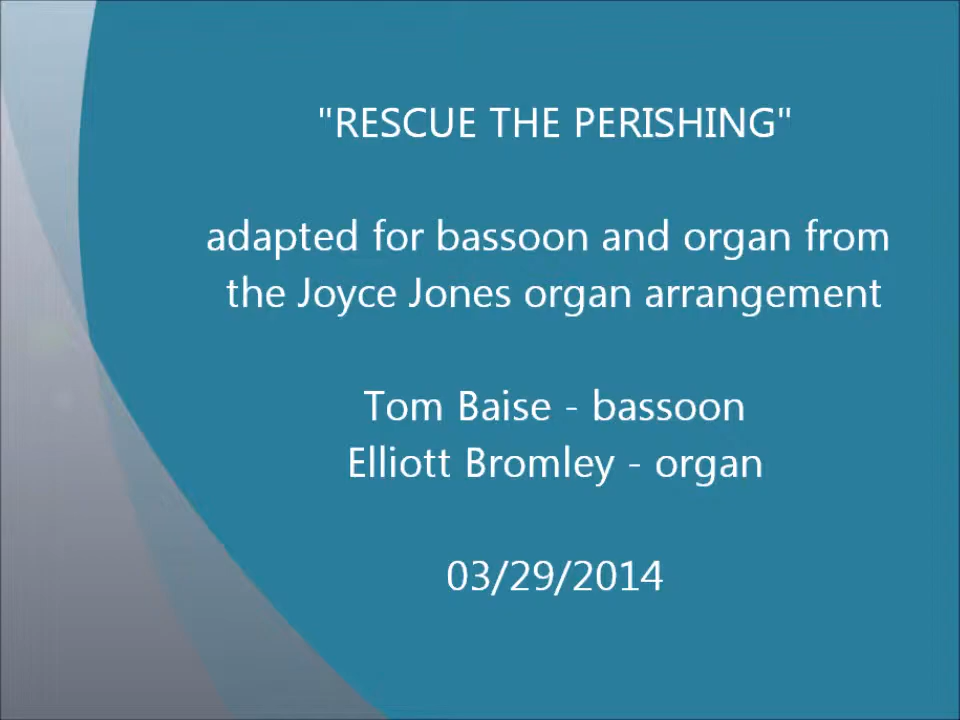 "RESCUE THE PERISHING"
adapted for bassoon and organ from
the Joyce Jones organ arrangement
Tom Baise - bassoon
Elliott Bromley - organ
03/29/2014